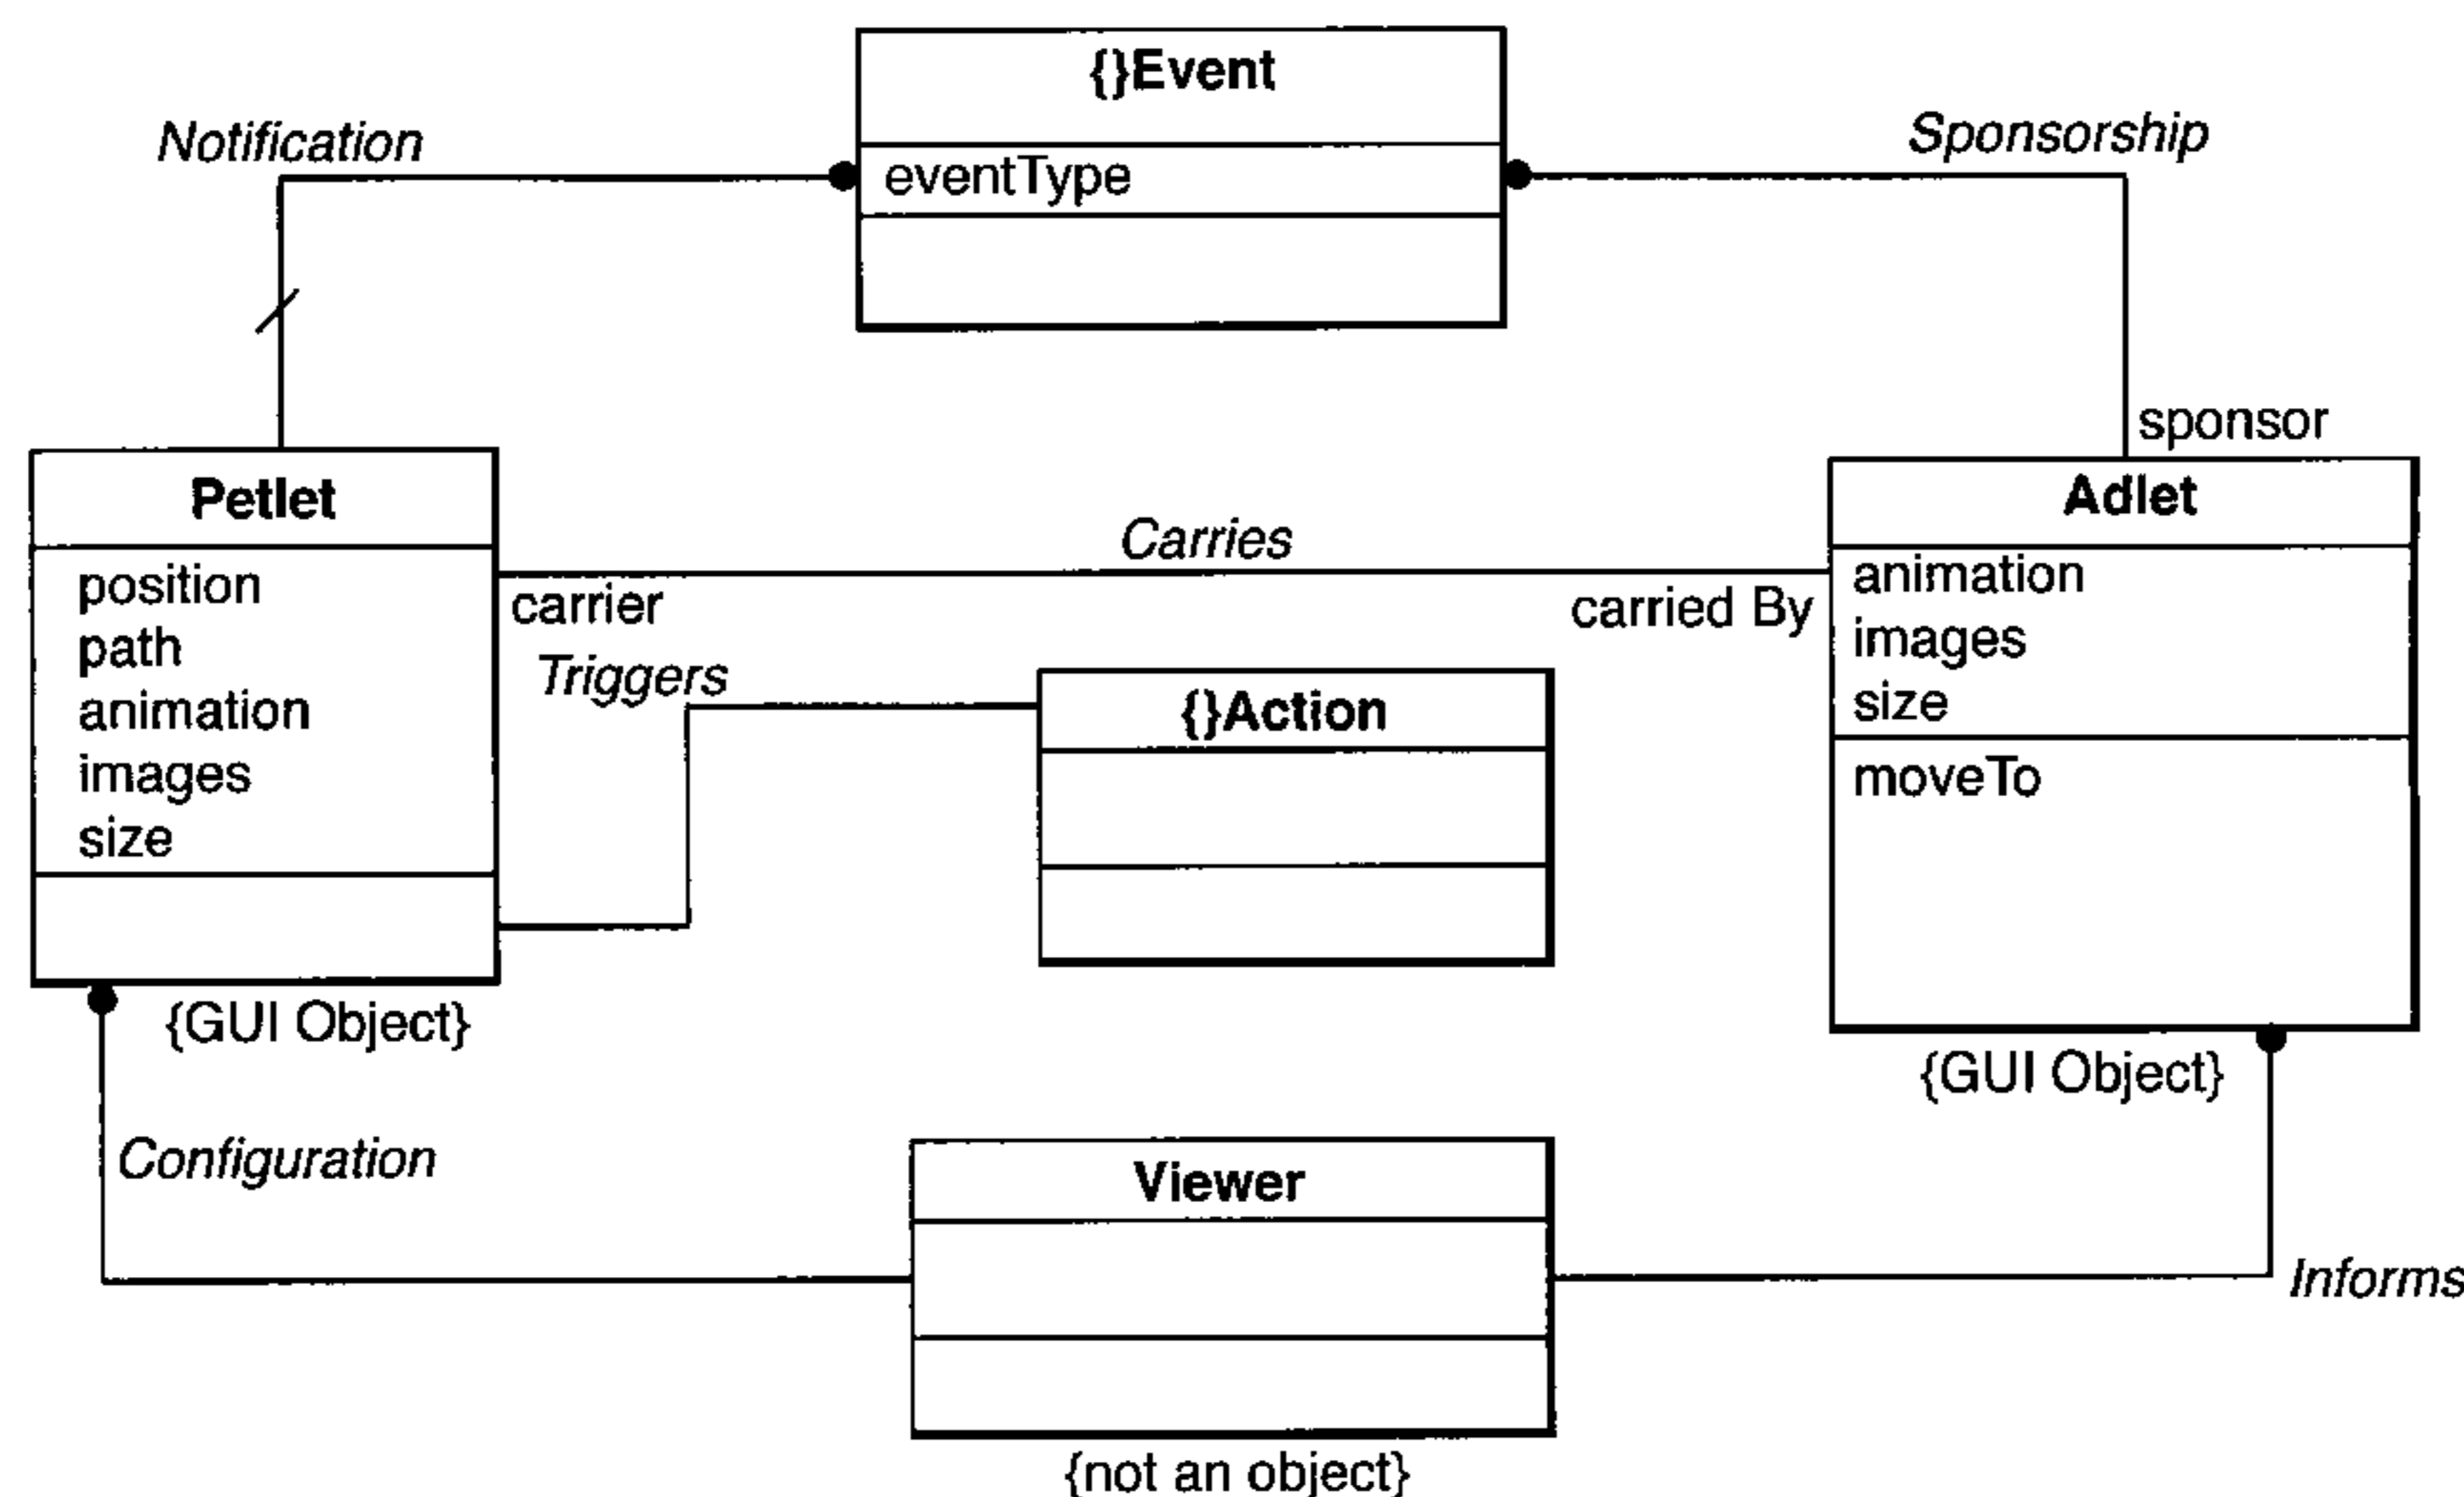 {}Event
Notification
Sponsorship
eventType
sponsor
Petlet
Adlet
Carries
position
carrier
carried By
animation
path
images
Triggers
animation
{}Action
size
images
moveTo
size
{GUI Object}
{GUI Object}
Configuration
Viewer
Informs
{not an object}